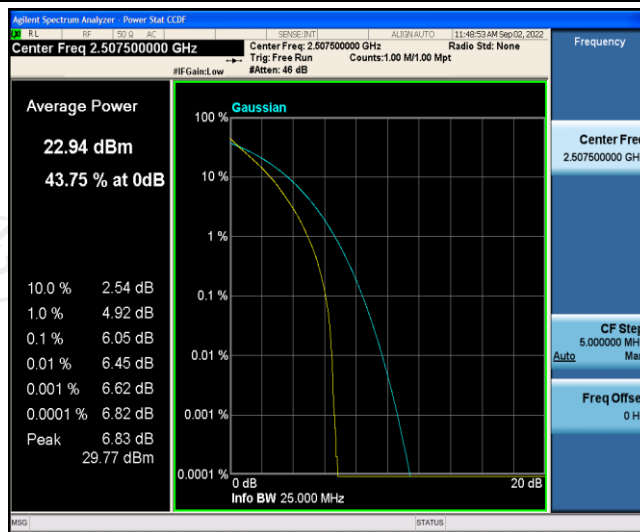 Agilent Spectrum Analyzer - Power Stat CCDF
RL RF 50 Ω AC SENSE:INT ALIGN AUTO 11:48:53 AM Sep 02, 2022
Center Freq 2.507500000 GHz
Center Freq: 2.507500000 GHz Radio Std: None
Trig: Free Run Counts:1.00 M/1.00 Mpt
#IFGain:Low #Atten: 46 dB
Frequency
Average Power
22.94 dBm
43.75 % at 0dB
10.0 % 2.54 dB
1.0 % 4.92 dB
0.1 % 6.05 dB
0.01 % 6.45 dB
0.001 % 6.62 dB
0.0001 % 6.82 dB
Peak 6.83 dB
29.77 dBm
Gaussian
100 %
10 %
1 %
0.1 %
0.01 %
0.001 %
0.0001 %
0 dB 20 dB
Info BW 25.000 MHz
Center Fre
2.507500000 GH
CF Step
5.000000 MH
Auto Ma
Freq Offse
0 H
MSG STATUS